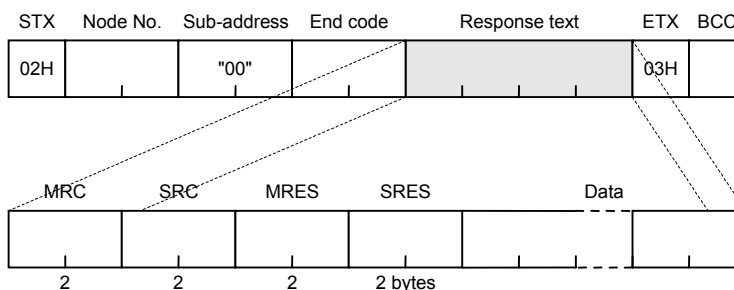 STX Node No. Sub-address End code Response text ETX BCC
02H "00" 03H
MRC SRC MRES SRES Data
2 2 2 2 bytes